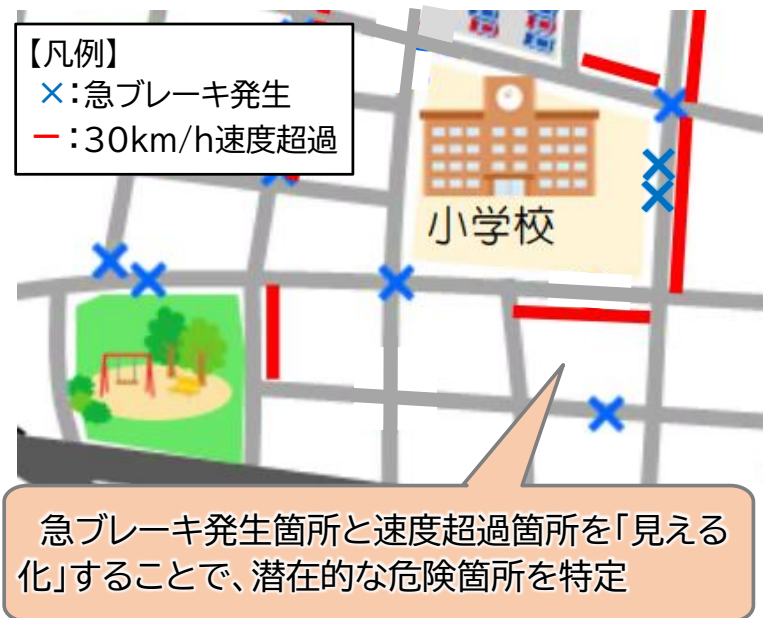 【凡例】
×:急ブレーキ発生
ー:30km/h速度超過
小学校
急ブレーキ発生箇所と速度超過箇所を「見える
化」することで、潜在的な危険箇所を特定